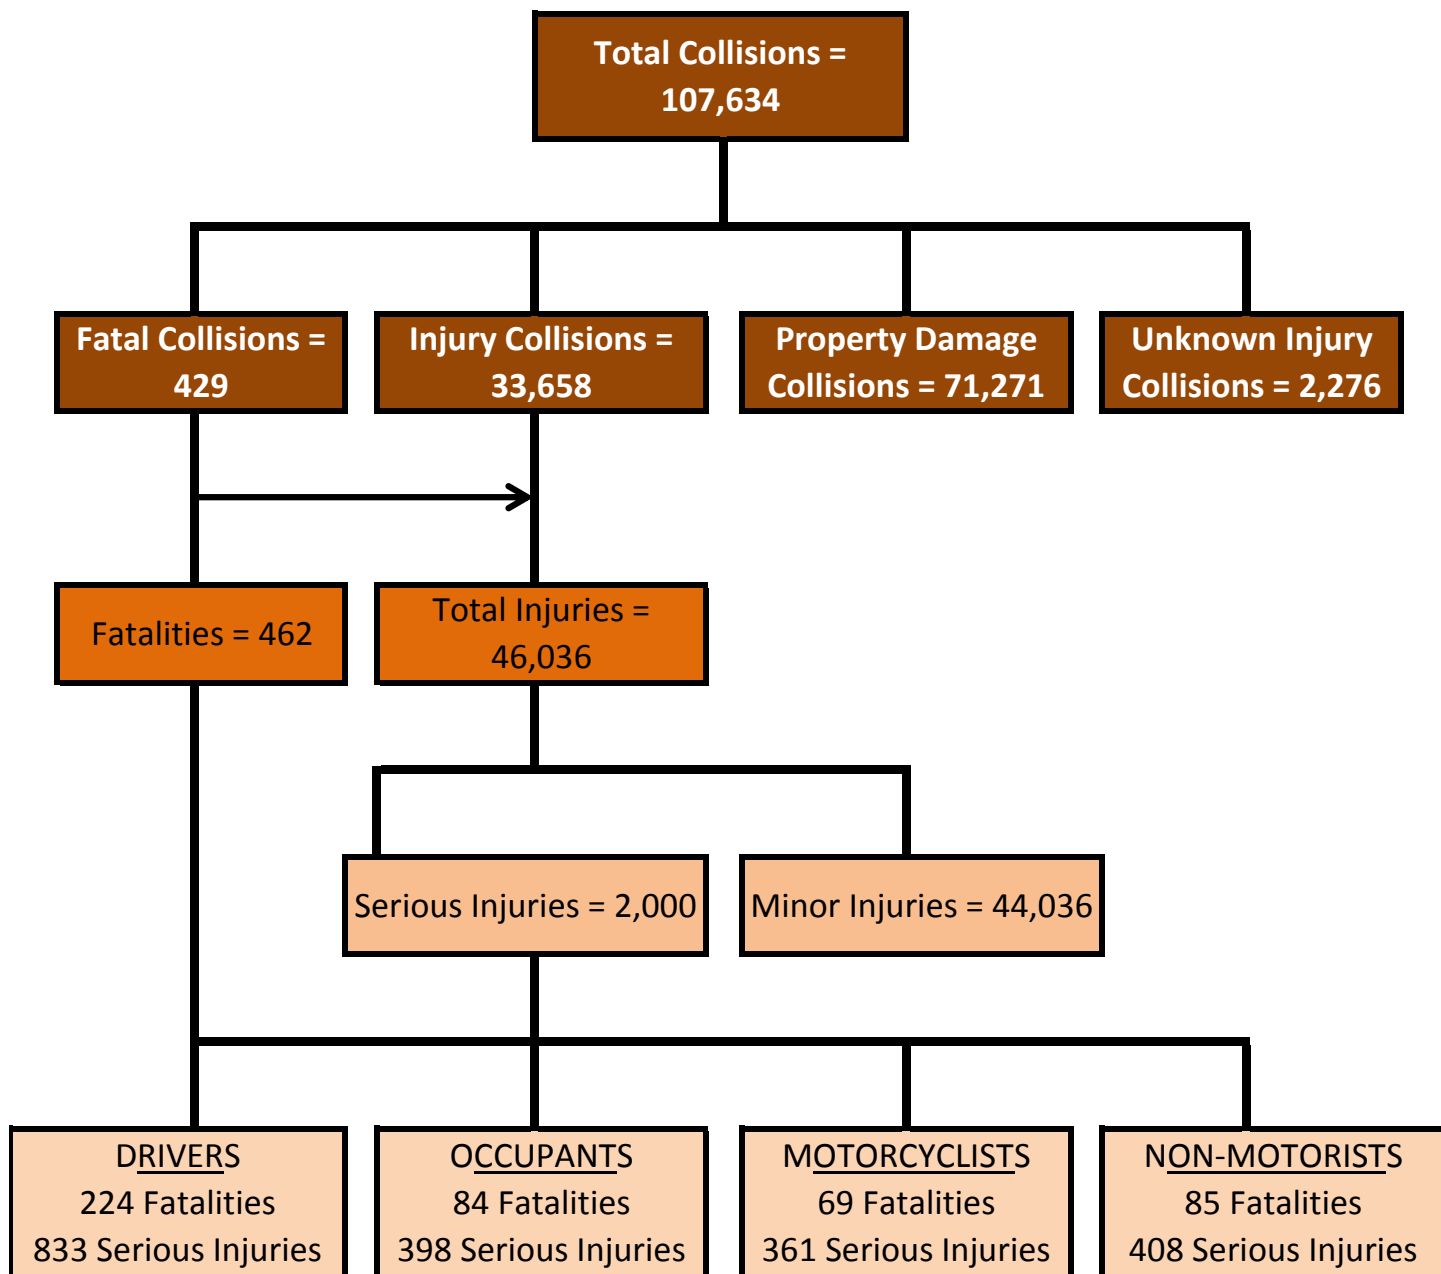 Total Collisions =
107,634
Fatal Collisions =
429
Injury Collisions =
33,658
Property Damage
Collisions = 71,271
Unknown Injury
Collisions = 2,276
Fatalities = 462
Total Injuries =
46,036
Serious Injuries = 2,000
Minor Injuries = 44,036
DRIVERS
224 Fatalities
833 Serious Injuries
OCCUPANTS
84 Fatalities
398 Serious Injuries
MOTORCYCLISTS
69 Fatalities
361 Serious Injuries
NON-MOTORISTS
85 Fatalities
408 Serious Injuries